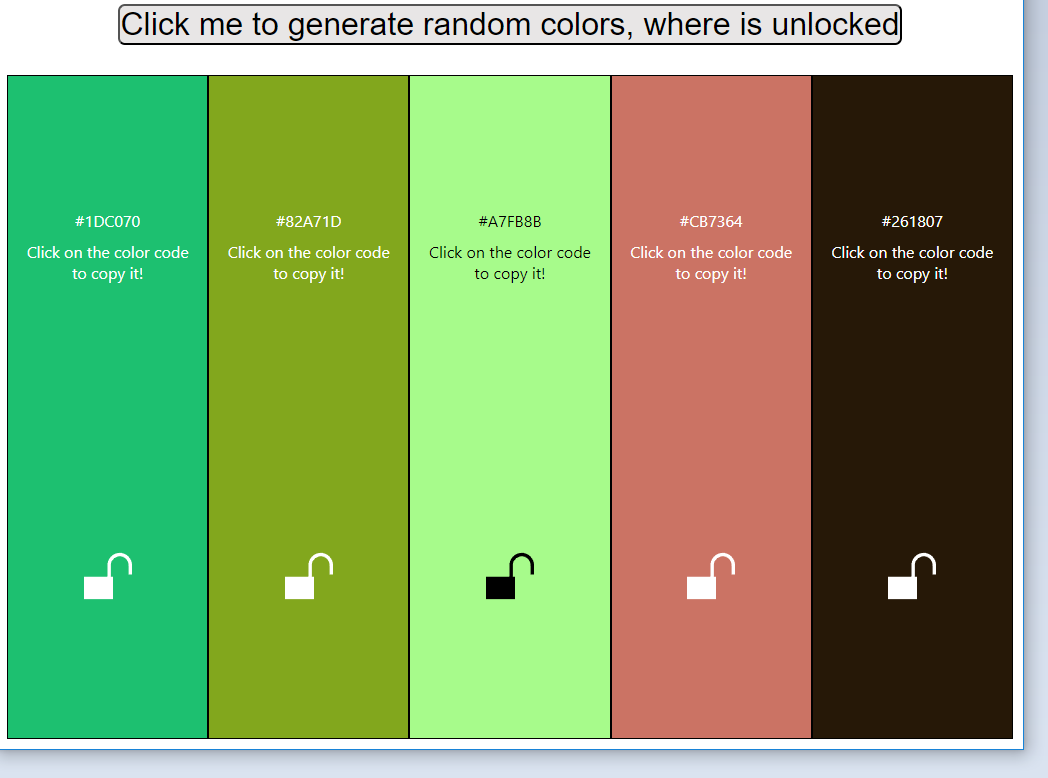 Click me to generate random colors, where is unlocked
#1DC070
Click on the color code
to copy it!
#82A71D
Click on the color code
to copy it!
#A7FB8B
Click on the color code
to copy it!
#CB7364
Click on the color code
to copy it!
#261807
Click on the color code
to copy it!